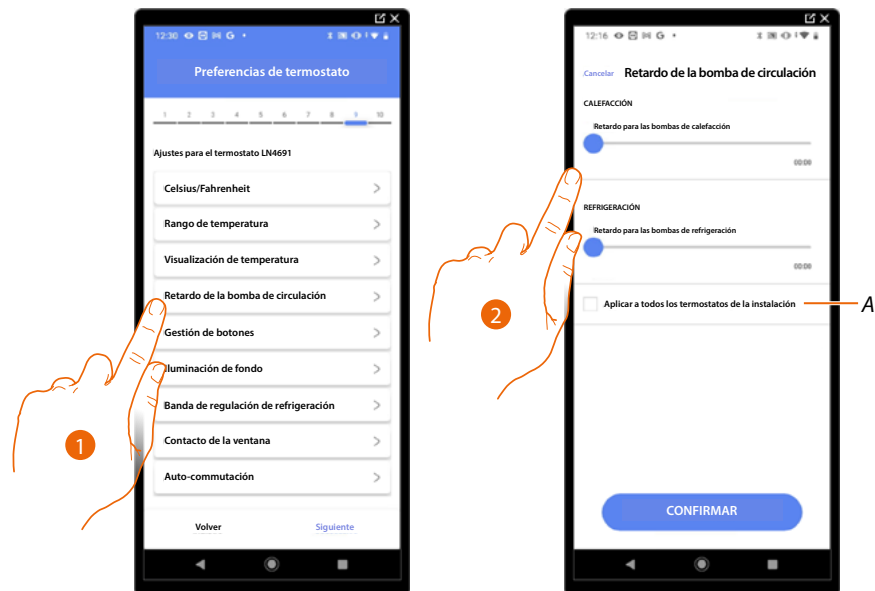 12:30
G
Preferencias de termostato
1 2 3 4 5 6 7 8 9 10
Ajustes para el termostato LN4691
Celsius/Fahrenheit
Rango de temperatura
Visualización de temperatura
Retardo de la bomba de circulación
Gestión de botones
Iluminación de fondo
Banda de regulación de refrigeración
Contacto de la ventana
Auto-commutación
Volver
Siguiente
1
12:16
G
Cancelar
Retardo de la bomba de circulación
CALEFACCIÓN
Retardo para las bombas de calefacción
00:08
REFRIGERACIÓN
Retardo para las bombas de refrigeración
00:08
Aplicar a todos los termostatos de la instalación
A
CONFIRMAR
2